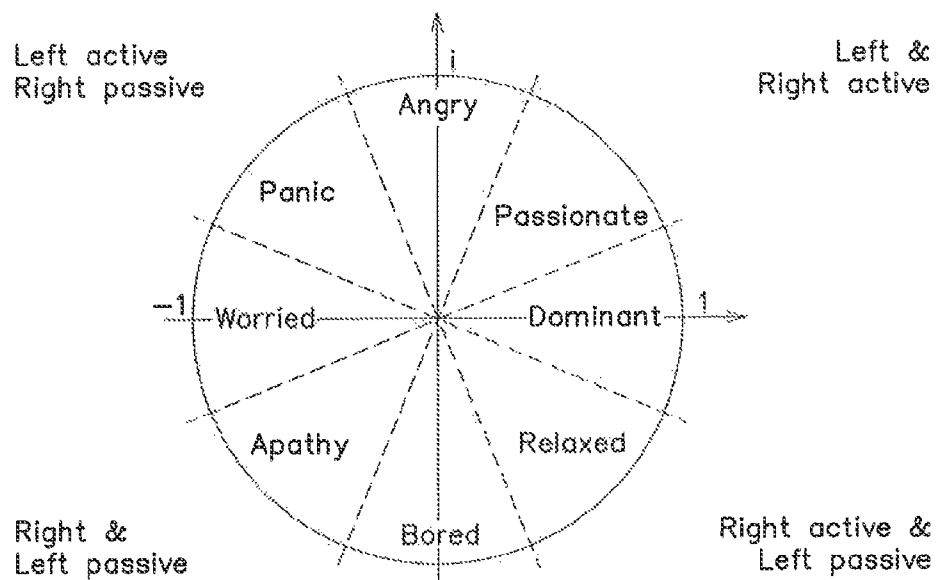 Left active
Right passive
Left &
Right active
i
Angry
Panic
Passionate
-1
Worried
Dominant
1
Apathy
Relaxed
Bored
Right &
Left passive
Right active &
Left passive